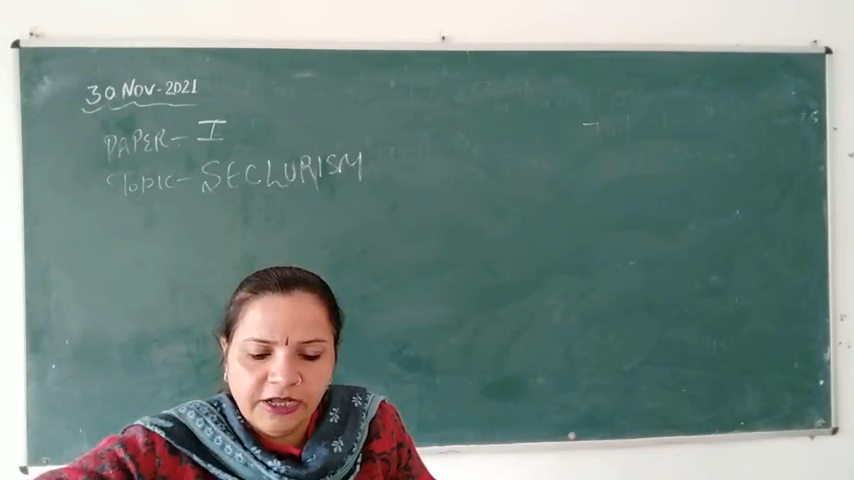 30 Nov-2021
PAPER- I
TOPIC- SECLURISM